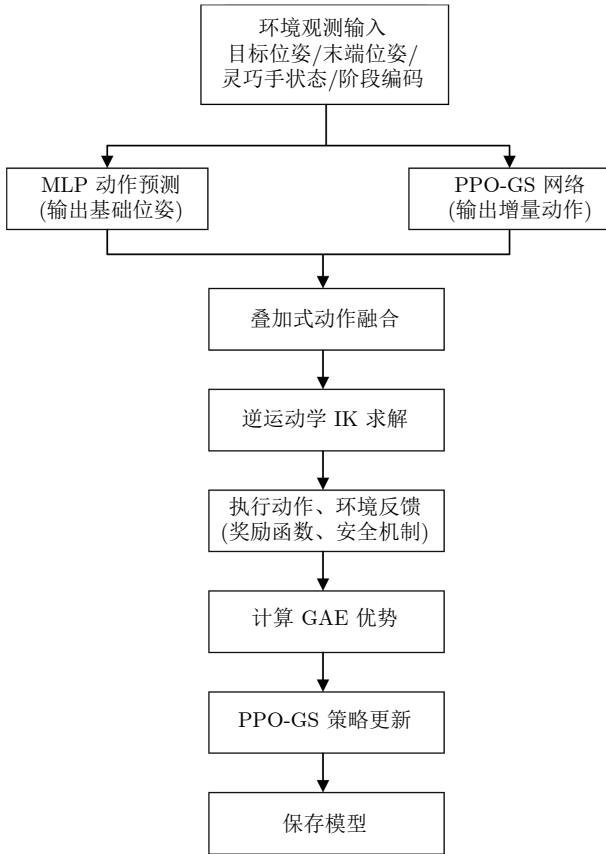 环境观测输入
目标位姿/末端位姿/
灵巧手状态/阶段编码
MLP 动作预测
(输出基础位姿)
PPO-GS 网络
(输出增量动作)
叠加式动作融合
逆运动学 IK 求解
执行动作、环境反馈
(奖励函数、安全机制)
计算 GAE 优势
PPO-GS 策略更新
保存模型